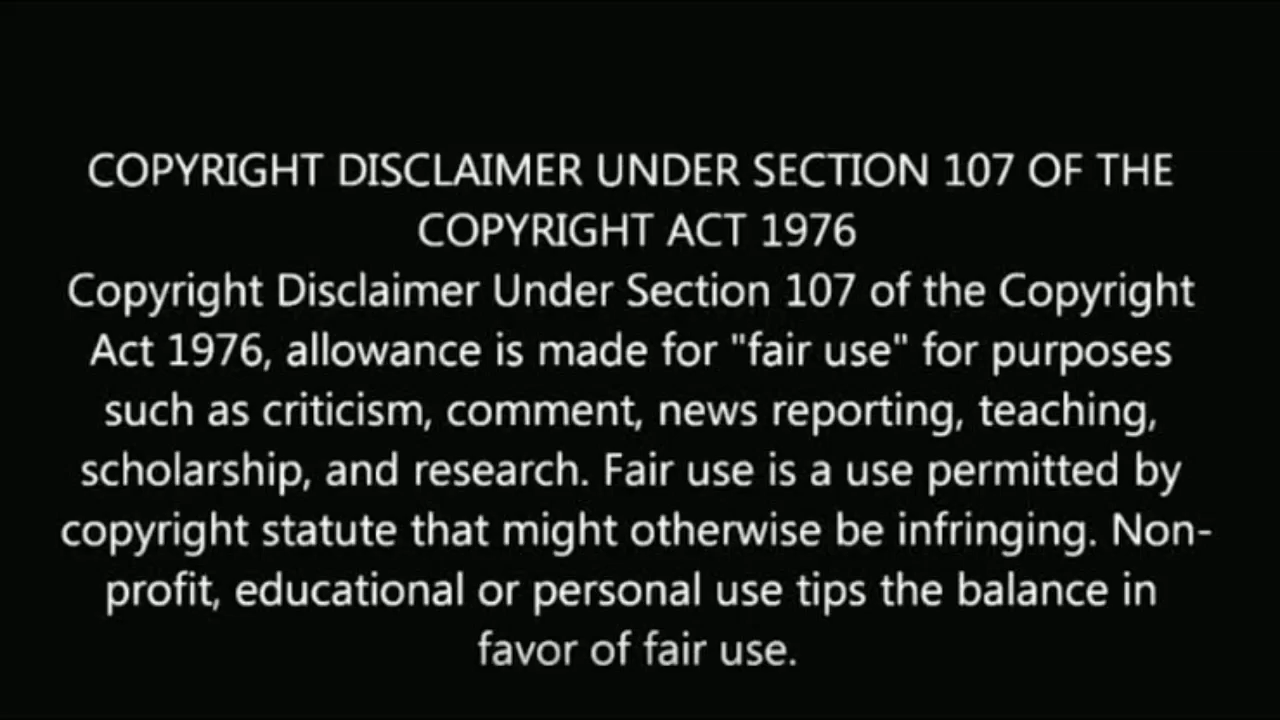 COPYRIGHT DISCLAIMER UNDER SECTION 107 OF THE
COPYRIGHT ACT 1976
Copyright Disclaimer Under Section 107 of the Copyright
Act 1976, allowance is made for "fair use" for purposes
such as criticism, comment, news reporting, teaching,
scholarship, and research. Fair use is a use permitted by
copyright statute that might otherwise be infringing. Non-
profit, educational or personal use tips the balance in
favor of fair use.